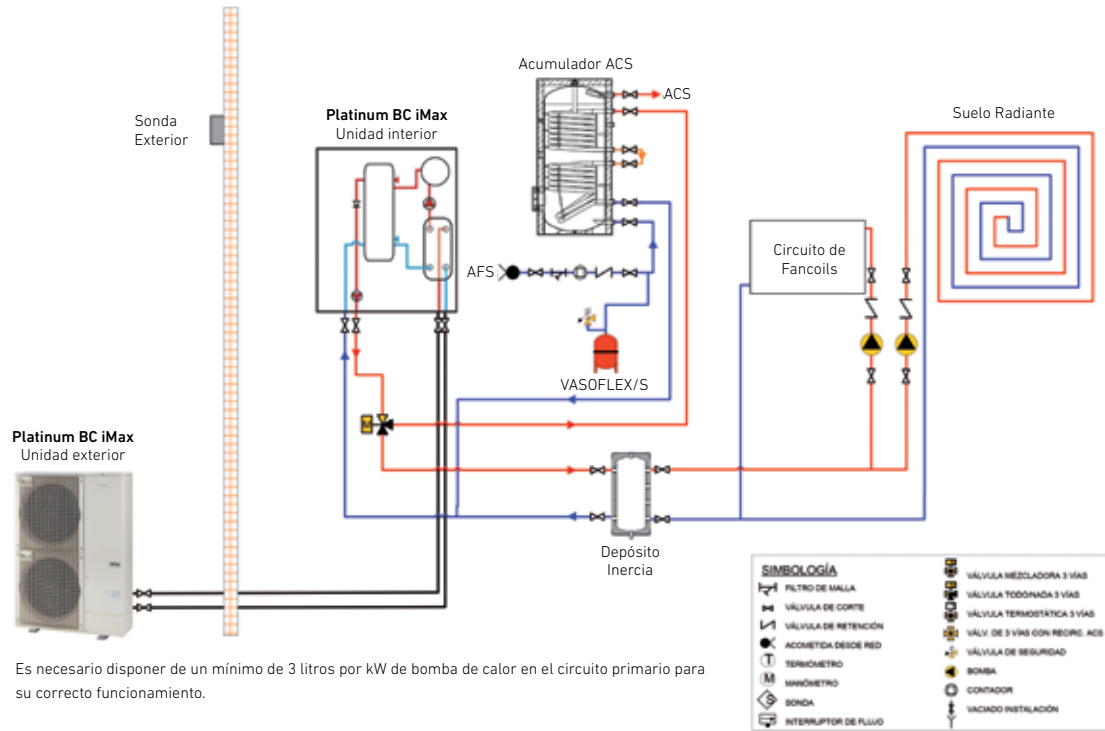 Acumulador ACS
ACS
Platinum BC iMax
Unidad interior
Sonda
Exterior
Suelo Radiante
Circuito de
Fancoils
AFS
VASOFLEX/S
M
Platinum BC iMax
Unidad exterior
Depósito
Inercia
SIMBOLOGÍA
FILTRO DE MALLA
VÁLVULA DE CORTE
VÁLVULA DE RETENCIÓN
ACOMETIDA DESDE RED
T TERMÓMETRO
M MANÓMETRO
S SONDA
INTERRUPTOR DE FLUJO
VÁLVULA MEZCLADORA 3 VÍAS
VÁLVULA TODO/NADA 3 VÍAS
VÁLVULA TERMOSTÁTICA 3 VÍAS
VÁLV. DE 3 VÍAS CON RECIRC. ACS
VÁLVULA DE SEGURIDAD
BOMBA
CONTADOR
VACIADO INSTALACIÓN
Es necesario disponer de un mínimo de 3 litros por kW de bomba de calor en el circuito primario para
su correcto funcionamiento.